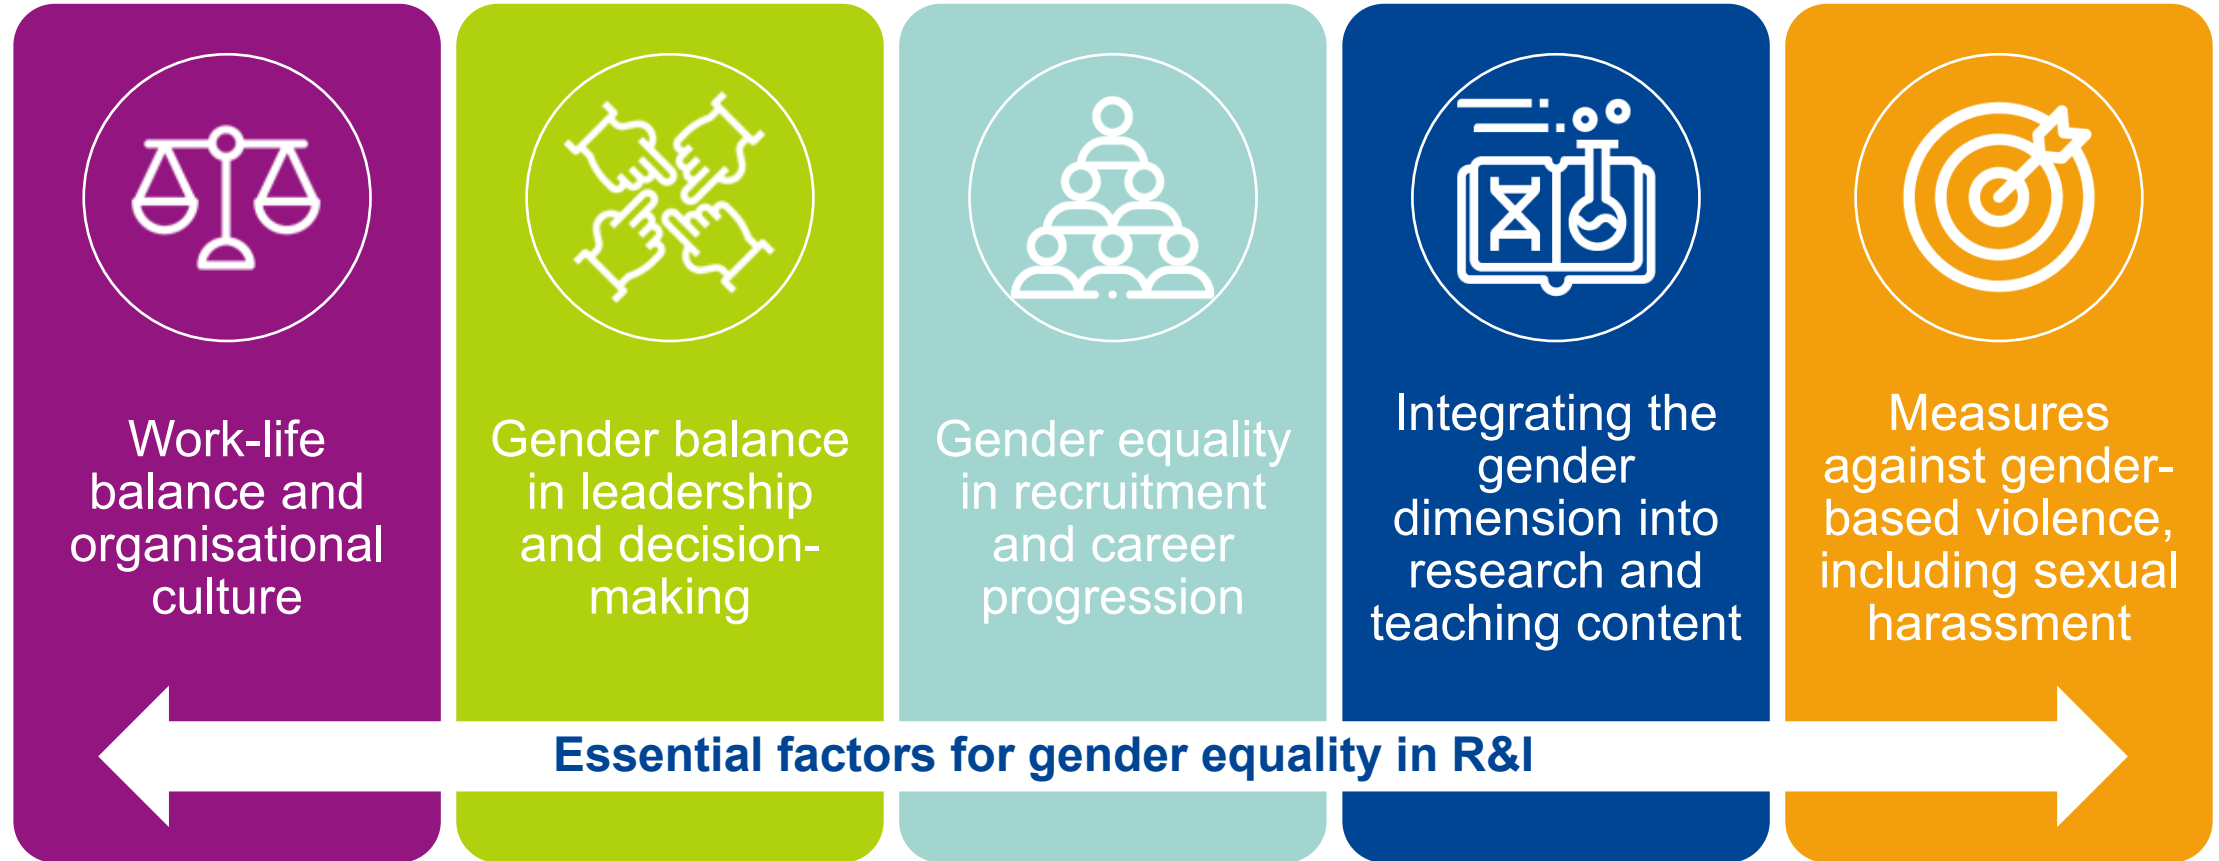 Work-life
balance and
organisational
culture
Gender balance
in leadership
and decision-
making
Gender equality
in recruitment
and career
progression
Integrating the
gender
dimension into
research and
teaching content
Measures
against gender-
based violence,
including sexual
harassment
Essential factors for gender equality in R&I